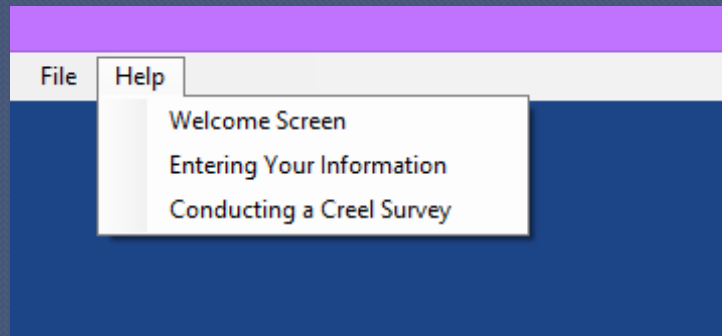 File Help
Welcome Screen
Entering Your Information
Conducting a Creel Survey